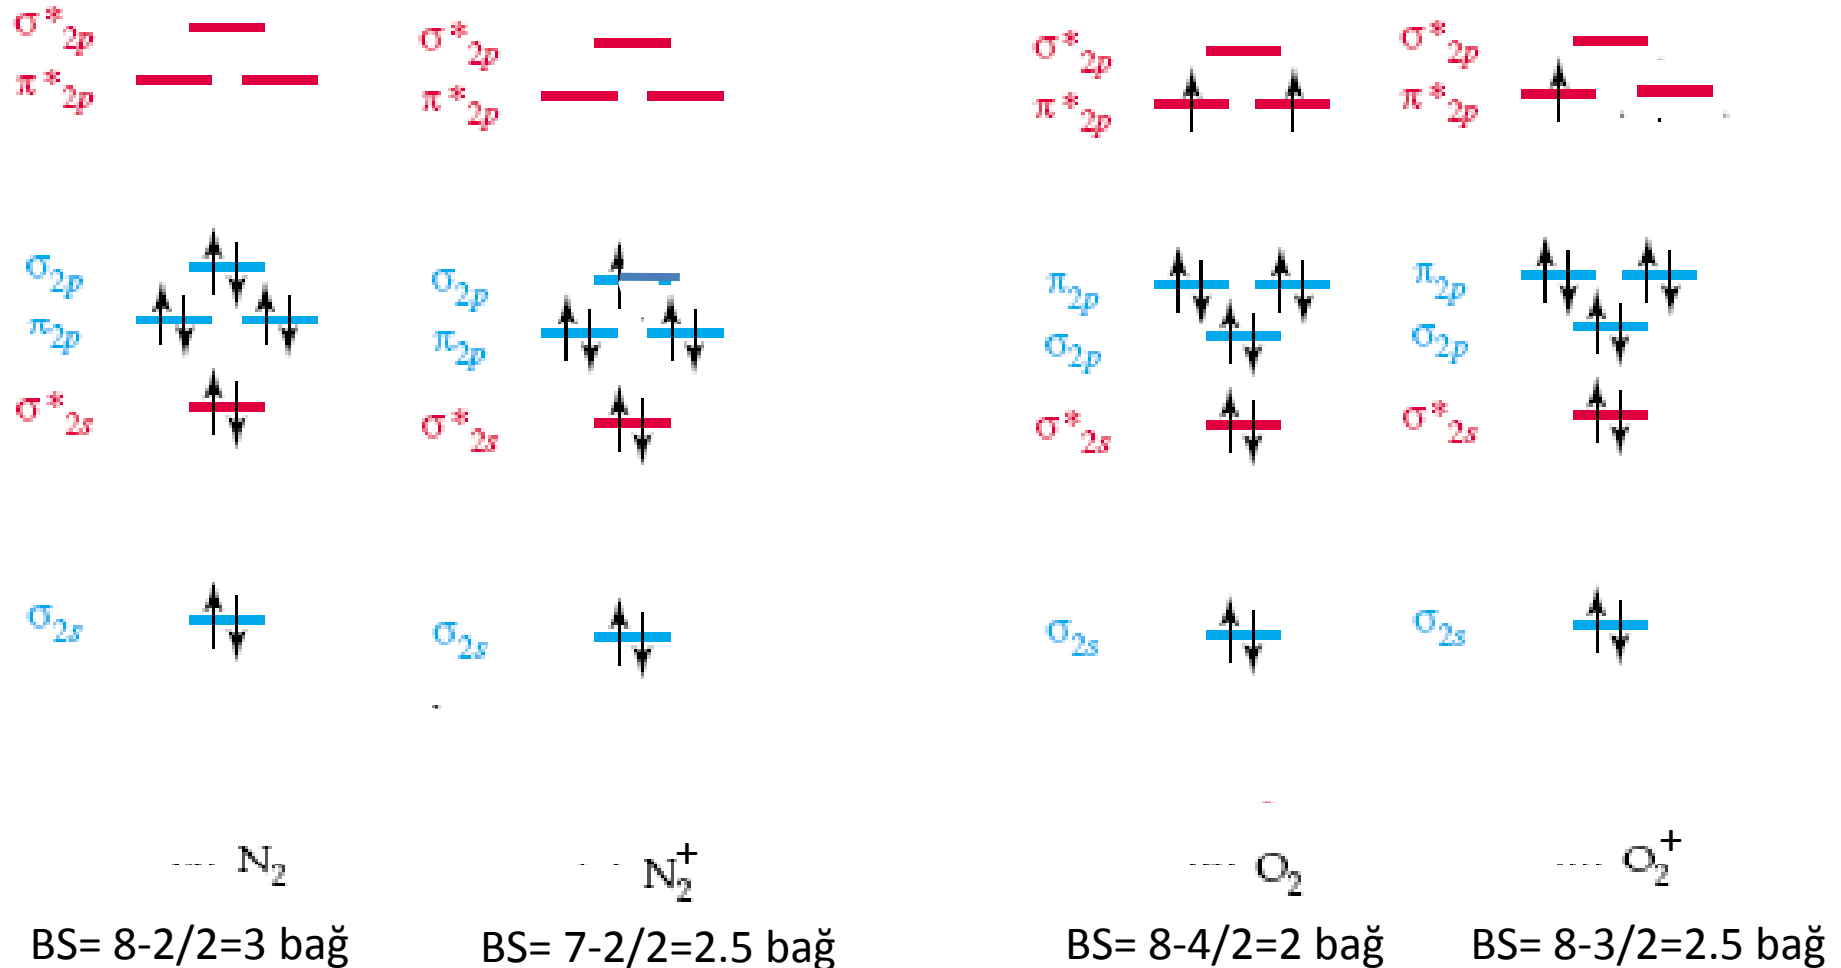 σ*2p
π*2p
σ2p
π2p
σ*2s
σ2s
N2
BS= 8-2/2=3 bağ
σ*2p
π*2p
σ2p
π2p
σ*2s
σ2s
N2+
BS= 7-2/2=2.5 bağ
σ*2p
π*2p
π2p
σ2p
σ*2s
σ2s
O2
BS= 8-4/2=2 bağ
σ*2p
π*2p
π2p
σ2p
σ*2s
σ2s
O2+
BS= 8-3/2=2.5 bağ